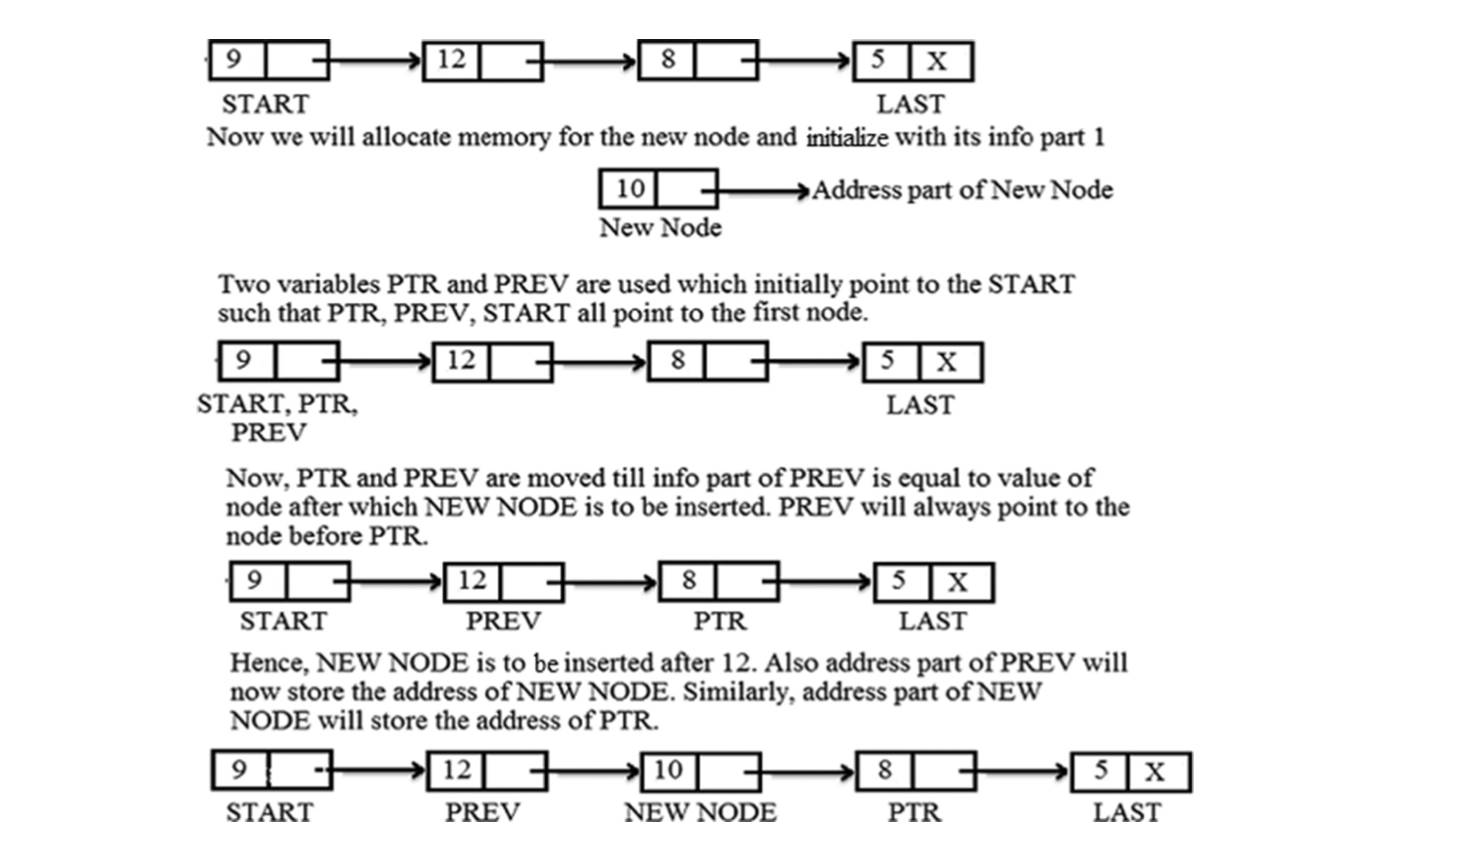 9 12 8 5 X
START LAST
Now we will allocate memory for the new node and initialize with its info part 1
10 Address part of New Node
New Node
Two variables PTR and PREV are used which initially point to the START
such that PTR, PREV, START all point to the first node.
9 12 8 5 X
START, PTR, LAST
PREV
Now, PTR and PREV are moved till info part of PREV is equal to value of
node after which NEW NODE is to be inserted. PREV will always point to the
node before PTR.
9 12 8 5 X
START PREV PTR LAST
Hence, NEW NODE is to be inserted after 12. Also address part of PREV will
now store the address of NEW NODE. Similarly, address part of NEW
NODE will store the address of PTR.
9 12 10 8 5 X
START PREV NEW NODE PTR LAST